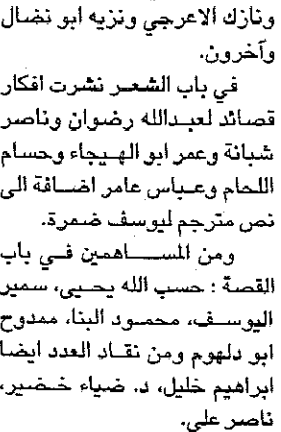 ونازك الاعرجي ونزيه ابو نضال
وآخرون.
في باب الشعر نشرت افكار
قصائد لعبدالله رضوان وناصر
شبانة وعمر ابو الهيجاء وحسام
اللحام وعباس عامر اضافة الى
نص مترجم ليوسف ضمرة.
ومن المساهمين في باب
القصة : حسب الله يحيى، سمير
اليوسف، محمود البنا، ممدوح
ابو دلهوم ومن نقاد العدد ايضا
ابراهيم خليل، د. ضياء خضير،
ناصر علي.